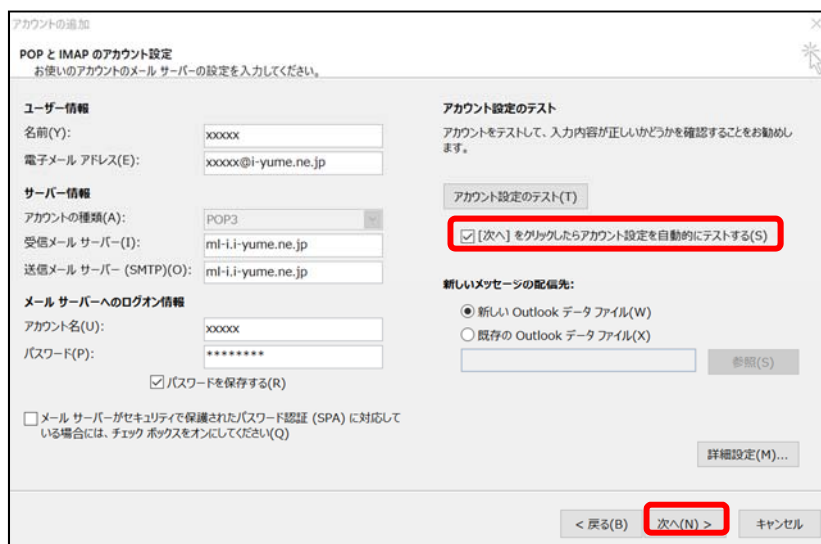 アカウントの追加
POP と IMAP のアカウント設定
お使いのアカウントのメール サーバーの設定を入力してください。
ユーザー情報
名前(Y):
xxxxx
電子メール アドレス(E):
xxxxx@i-yume.ne.jp
サーバー情報
アカウントの種類(A):
POP3
受信メール サーバー(I):
ml-i.i-yume.ne.jp
送信メール サーバー (SMTP)(O):
ml-i.i-yume.ne.jp
メール サーバーへのログオン情報
アカウント名(U):
xxxxx
パスワード(P):
********
パスワードを保存する(R)
メール サーバーがセキュリティで保護されたパスワード認証 (SPA) に対応して
いる場合には、チェック ボックスをオンにしてください(Q)
アカウント設定のテスト
アカウントをテストして、入力内容が正しいかどうかを確認することをお勧めし
ます。
アカウント設定のテスト(T)
[次へ] をクリックしたらアカウント設定を自動的にテストする(S)
新しいメッセージの配信先:
新しい Outlook データ ファイル(W)
既存の Outlook データ ファイル(X)
参照(S)
詳細設定(M)...
< 戻る(B)
次へ(N) >
キャンセル